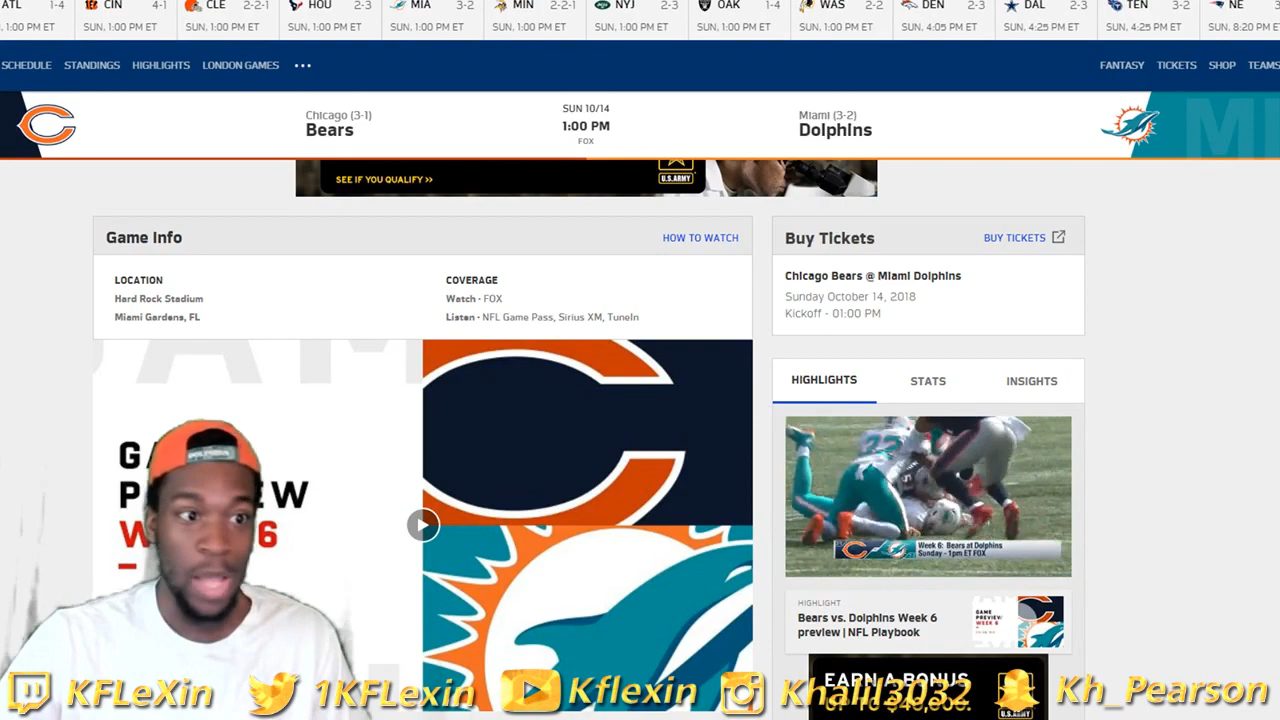 ATL 1-4 CIN 4-1 CLE 2-2-1 HOU 2-3 MIA 3-2 MIN 2-2-1 NYJ 2-3 OAK 1-4 WAS 2-2 DEN 2-3 DAL 2-3 TEN 3-2 NE
1:00 PM ET SUN, 1:00 PM ET SUN, 1:00 PM ET SUN, 1:00 PM ET SUN, 1:00 PM ET SUN, 1:00 PM ET SUN, 1:00 PM ET SUN, 1:00 PM ET SUN, 1:00 PM ET SUN, 4:05 PM ET SUN, 4:25 PM ET SUN, 4:25 PM ET SUN, 8:20 PM
SCHEDULE STANDINGS HIGHLIGHTS LONDON GAMES ••• FANTASY TICKETS SHOP TEAMS
Chicago (3-1)
Bears
SUN 10/14
1:00 PM
FOX
Miami (3-2)
Dolphins
MI
SEE IF YOU QUALIFY >>
U.S.ARMY
Game Info
HOW TO WATCH
LOCATION
Hard Rock Stadium
Miami Gardens, FL
COVERAGE
Watch - FOX
Listen - NFL Game Pass, Sirius XM, TuneIn
Buy Tickets
BUY TICKETS
Chicago Bears @ Miami Dolphins
Sunday October 14, 2018
Kickoff - 01:00 PM
HIGHLIGHTS STATS INSIGHTS
Week 6: Bears at Dolphins
Sunday - 1pm ET FOX
HIGHLIGHT
Bears vs. Dolphins Week 6
preview | NFL Playbook
GAME
PREVIEW
WEEK 6
EARN A BONUS
U.S.ARMY
KFLeXin 1KFLexin Kflexin Khalil3032 Kh_Pearson